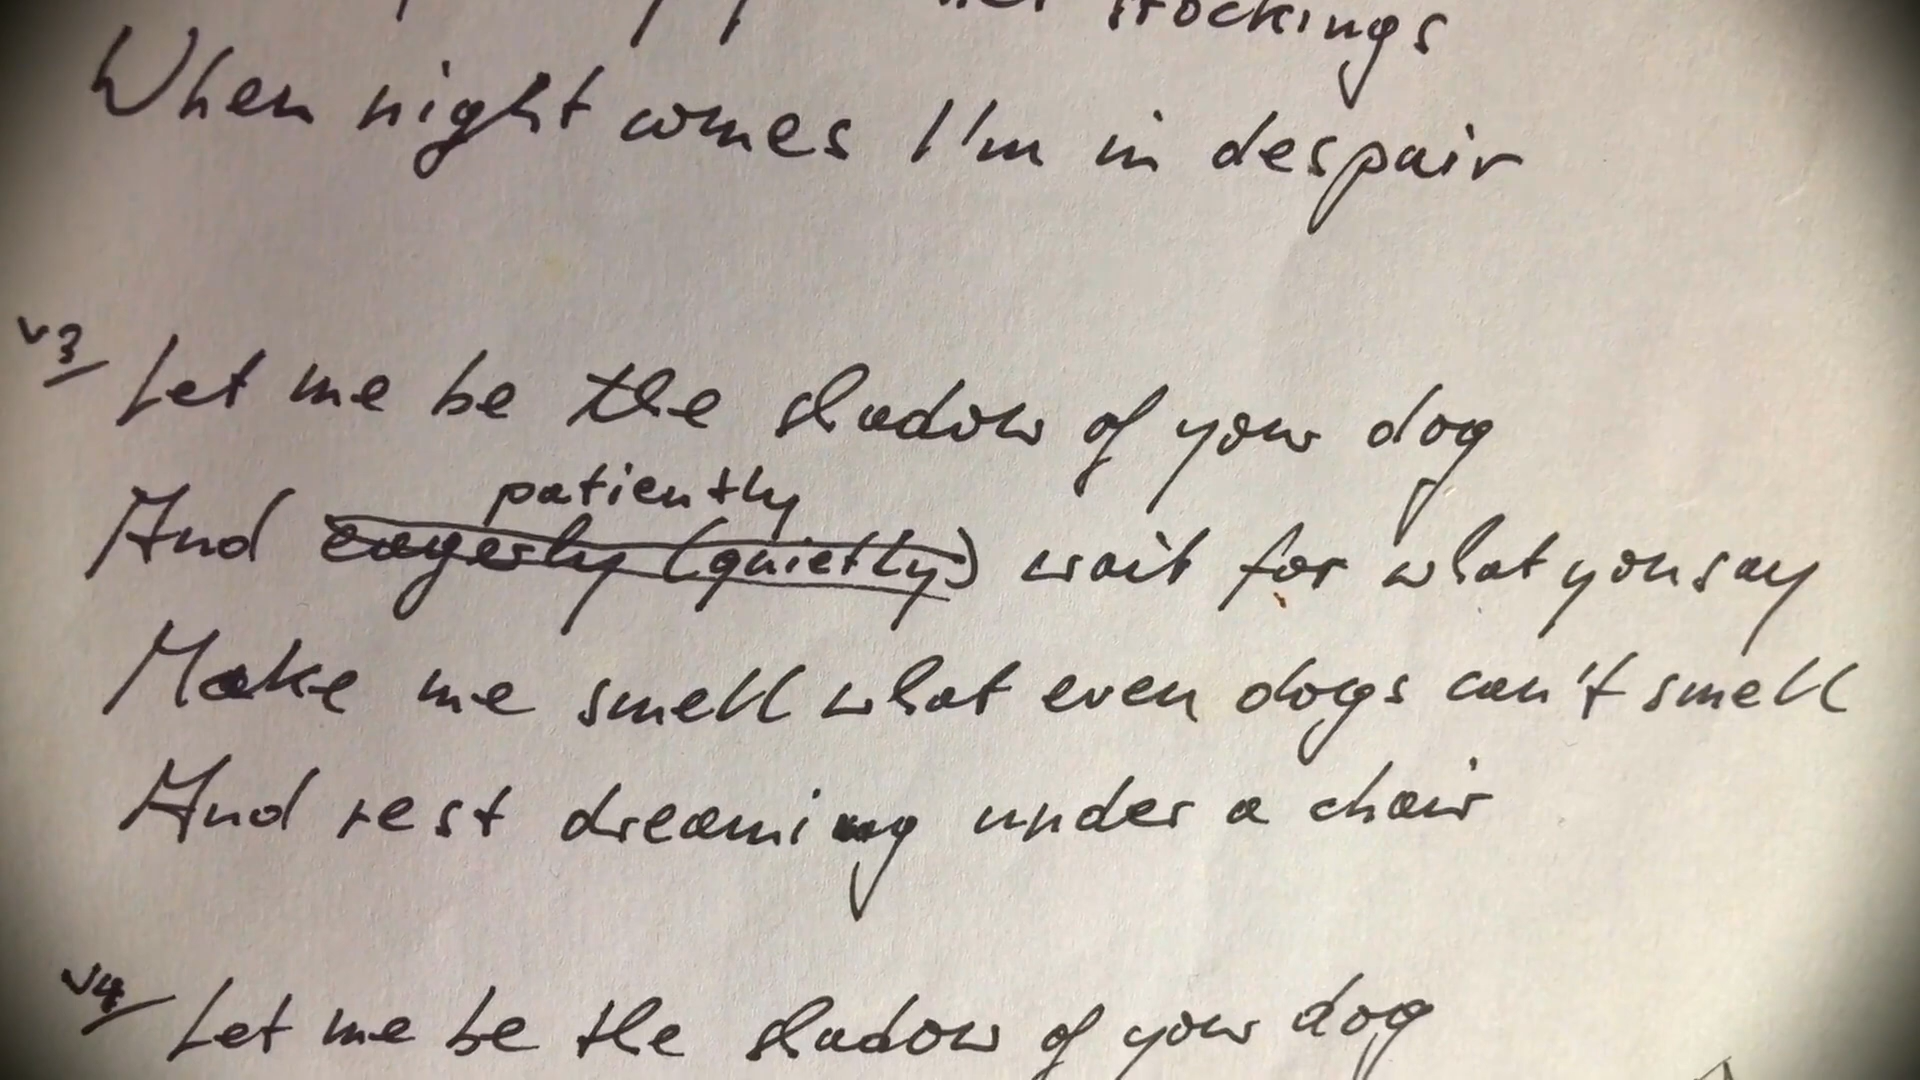 stockings
When night comes I'm in despair
v3 Let me be the shadow of your dog
patiently
And eagerly (quietly) wait for what you say
Make me smell what even dogs can't smell
And rest dreaming under a chair
v4 Let me be the shadow of your dog